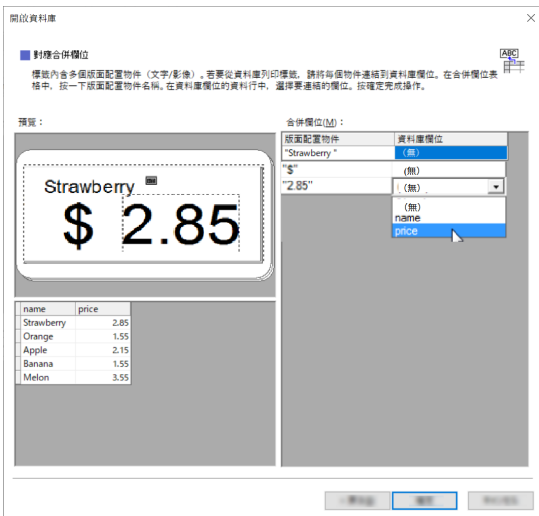 開啟資料庫
對應合併欄位
ABC
標籤內含多個版面配置物件（文字/影像）。若要從資料庫列印標籤，請將每個物件連結到資料庫欄位。在合併欄位表
格中，按一下版面配置物件名稱。在資料庫欄位的資料行中，選擇要連結的欄位。按確定完成操作。
預覽：
Strawberry
$ 2.85
name price
Strawberry 2.85
Orange 1.55
Apple 2.15
Banana 1.55
Melon 3.55
合併欄位(M)：
版面配置物件 資料庫欄位
"Strawberry " (無)
"$" (無)
"2.85" (無)
(無)
name
price